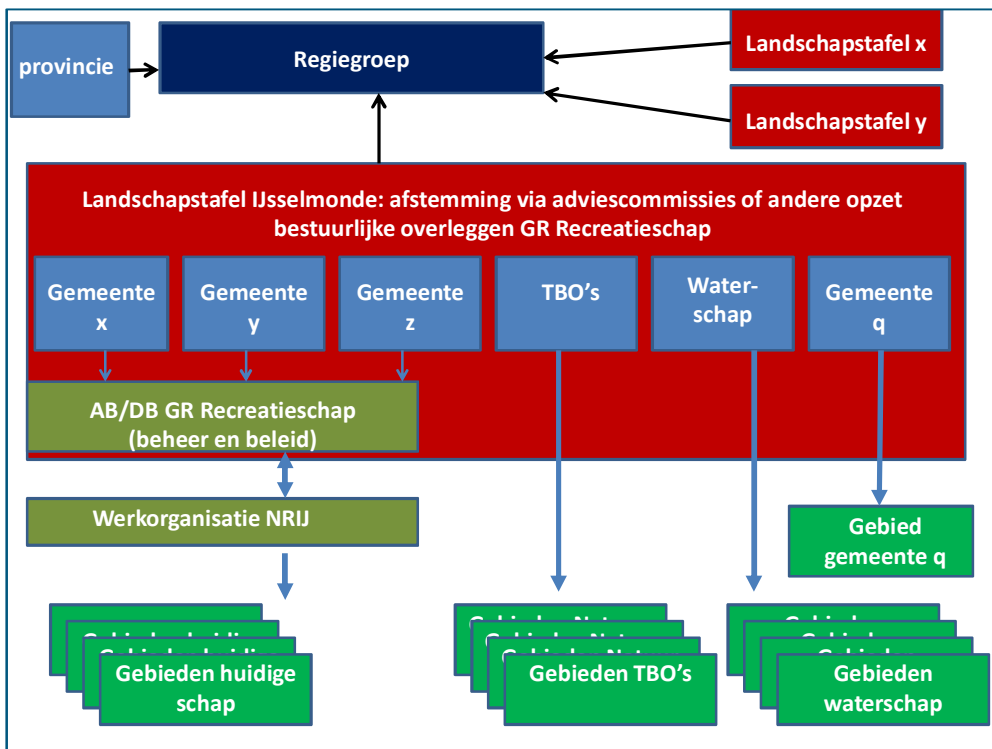 provincie
Regiegroep
Landschapstafel x
Landschapstafel y
Landschapstafel IJsselmonde: afstemming via adviescommissies of andere opzet
bestuurlijke overleggen GR Recreatieschap
Gemeente
x
Gemeente
y
Gemeente
z
TBO’s
Water-
schap
Gemeente
q
AB/DB GR Recreatieschap
(beheer en beleid)
Werkorganisatie NRIJ
Gebied
gemeente q
Gebieden huidige
schap
Gebieden TBO’s
Gebieden
waterschap